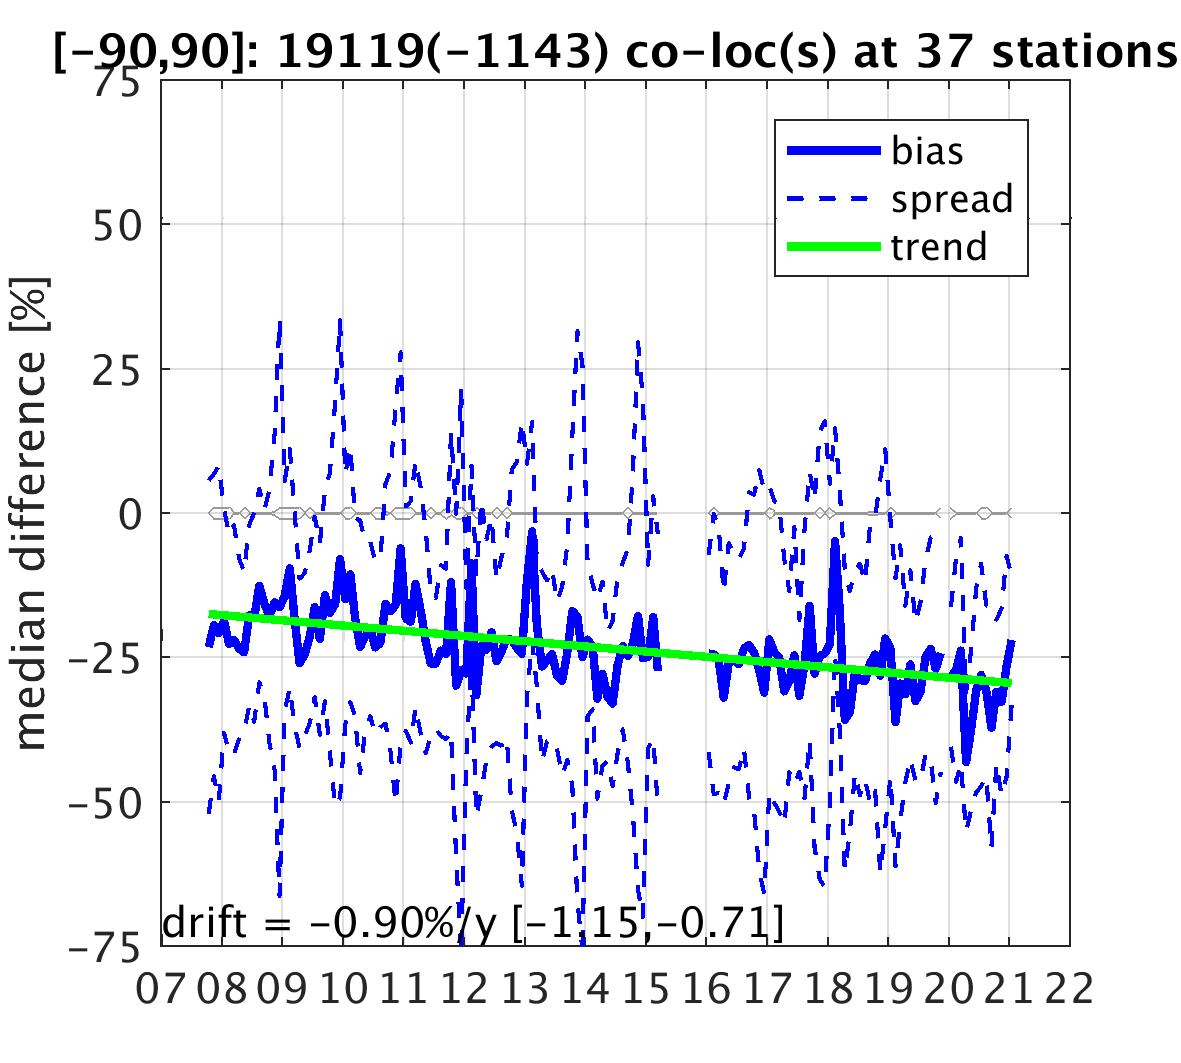 [-90,90]: 19119(-1143) co-loc(s) at 37 stations
75
50
25
0
-25
-50
-75
median difference [%]
bias
spread
trend
drift = -0.90%/y [-1.15,-0.71]
07 08 09 10 11 12 13 14 15 16 17 18 19 20 21 22